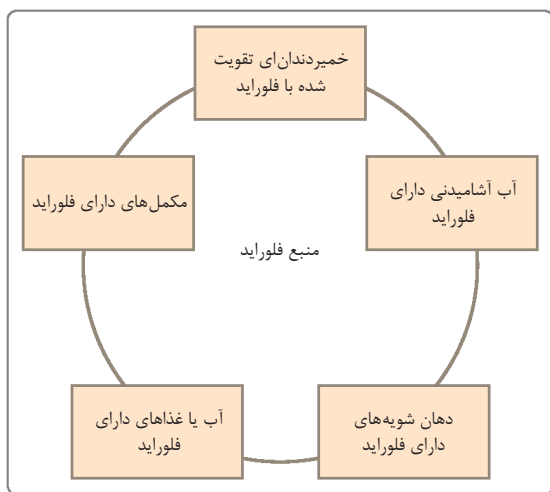 خمیردندان‌ای تقویت
شده با فلوراید
آب آشامیدنی دارای
فلوراید
مکمل‌های دارای فلوراید
منبع فلوراید
دهان شویه‌های
دارای فلوراید
آب یا غذاهای دارای
فلوراید